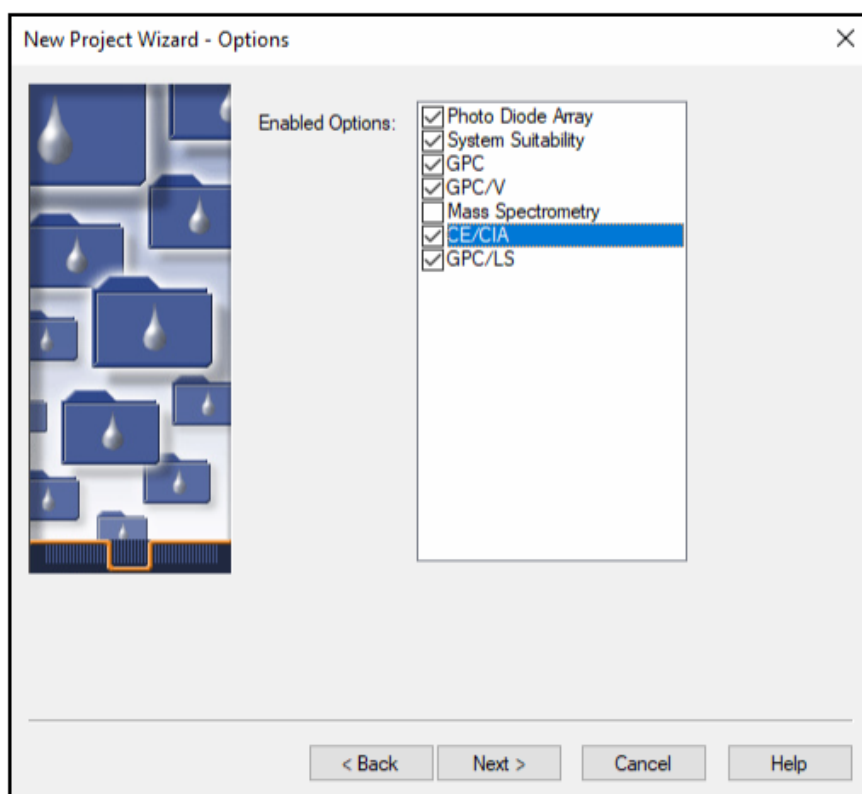 New Project Wizard - Options
Enabled Options:
Photo Diode Array
System Suitability
GPC
GPC/V
Mass Spectrometry
CE/CIA
GPC/LS
< Back
Next >
Cancel
Help